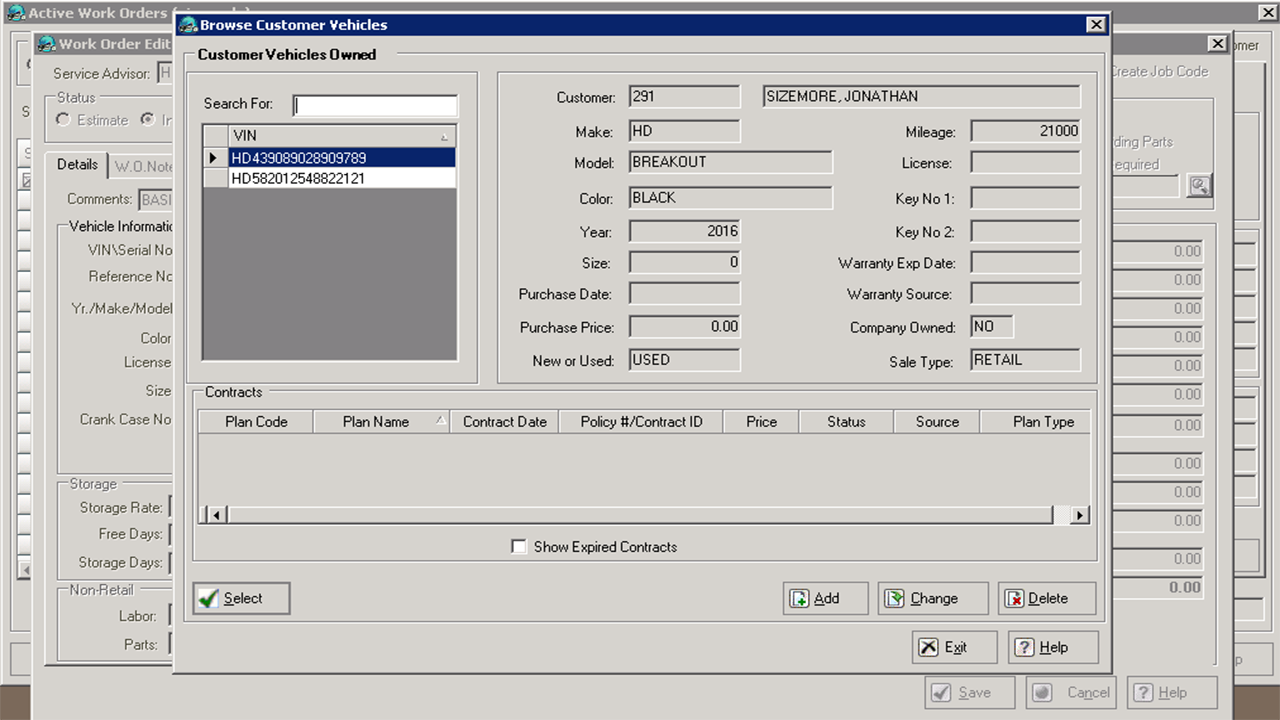 Active Work Orders
Browse Customer Vehicles
Work Order Edit
Customer Vehicles Owned
Service Advisor: H
Create Job Code
Status
Estimate
Search For:
VIN
HD439089028909789
HD582012548822121
Customer: 291 SIZEMORE, JONATHAN
Make: HD
Mileage: 21000
Model: BREAKOUT
License:
Color: BLACK
Key No 1:
Year: 2016
Key No 2:
Size: 0
Warranty Exp Date:
Purchase Date:
Warranty Source:
Purchase Price: 0.00
Company Owned: NO
New or Used: USED
Sale Type: RETAIL
Details
W.O.Note
Comments: BASI
Vehicle Informatic
VIN\Serial No
Reference No
Yr./Make/Model
Color
License
Size
Crank Case No
Storage
Storage Rate:
Free Days:
Storage Days:
Non-Retail
Labor:
Parts:
ding Parts
equired
0.00
0.00
0.00
0.00
0.00
0.00
0.00
0.00
0.00
0.00
0.00
0.00
Contracts
Plan Code Plan Name Contract Date Policy #/Contract ID Price Status Source Plan Type
Show Expired Contracts
Select Add Change Delete
Exit Help
Save Cancel Help